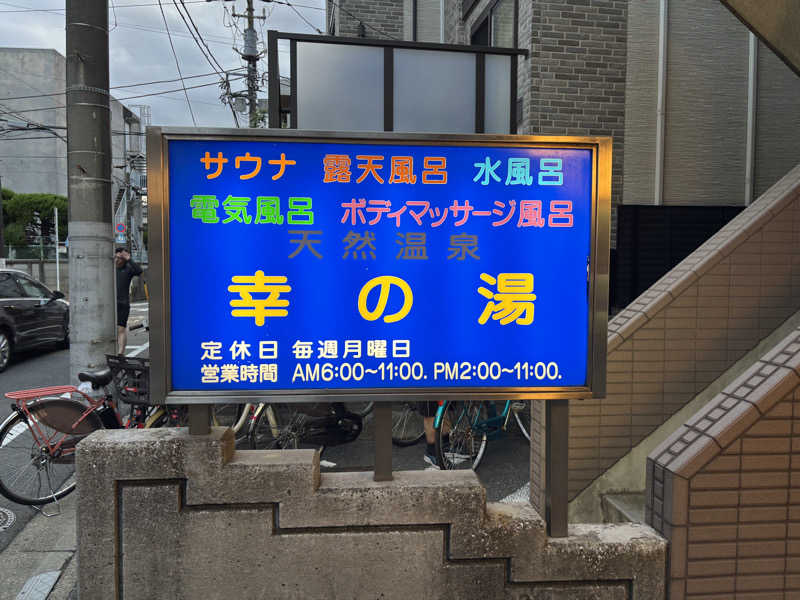 サウナ 露天風呂 水風呂
電気風呂 ボディマッサージ風呂
天然温泉
幸の湯
定休日 毎週月曜日
営業時間 AM6:00~11:00. PM2:00~11:00.